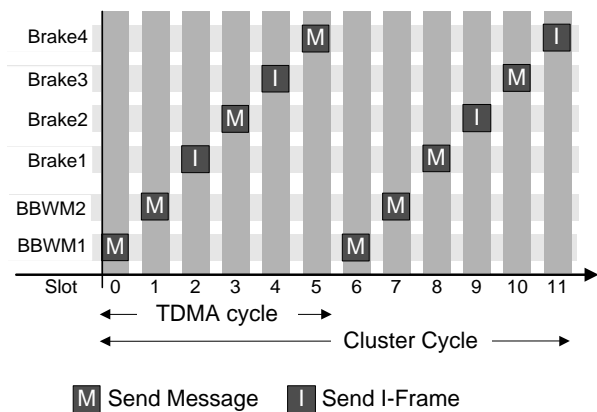 Brake4 M I
Brake3 I M
Brake2 M I
Brake1 I M
BBWM2 M M
BBWM1 M M
Slot 0 1 2 3 4 5 6 7 8 9 10 11
TDMA cycle
Cluster Cycle
M Send Message I Send I-Frame